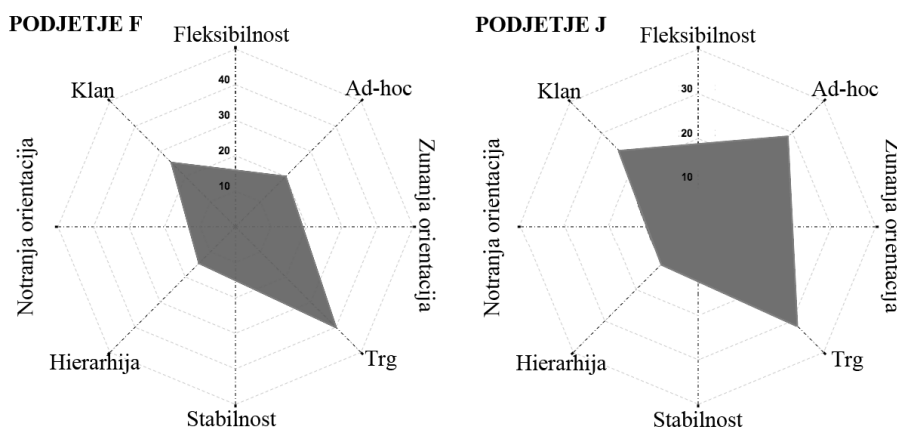 PODJETJE F
Fleksibilnost
Klan
Ad-hoc
40
30
20
10
Notranja orientacija
Zunanja orientacija
Hierarhija
Trg
Stabilnost
PODJETJE J
Fleksibilnost
Klan
Ad-hoc
30
20
10
Notranja orientacija
Zunanja orientacija
Hierarhija
Trg
Stabilnost